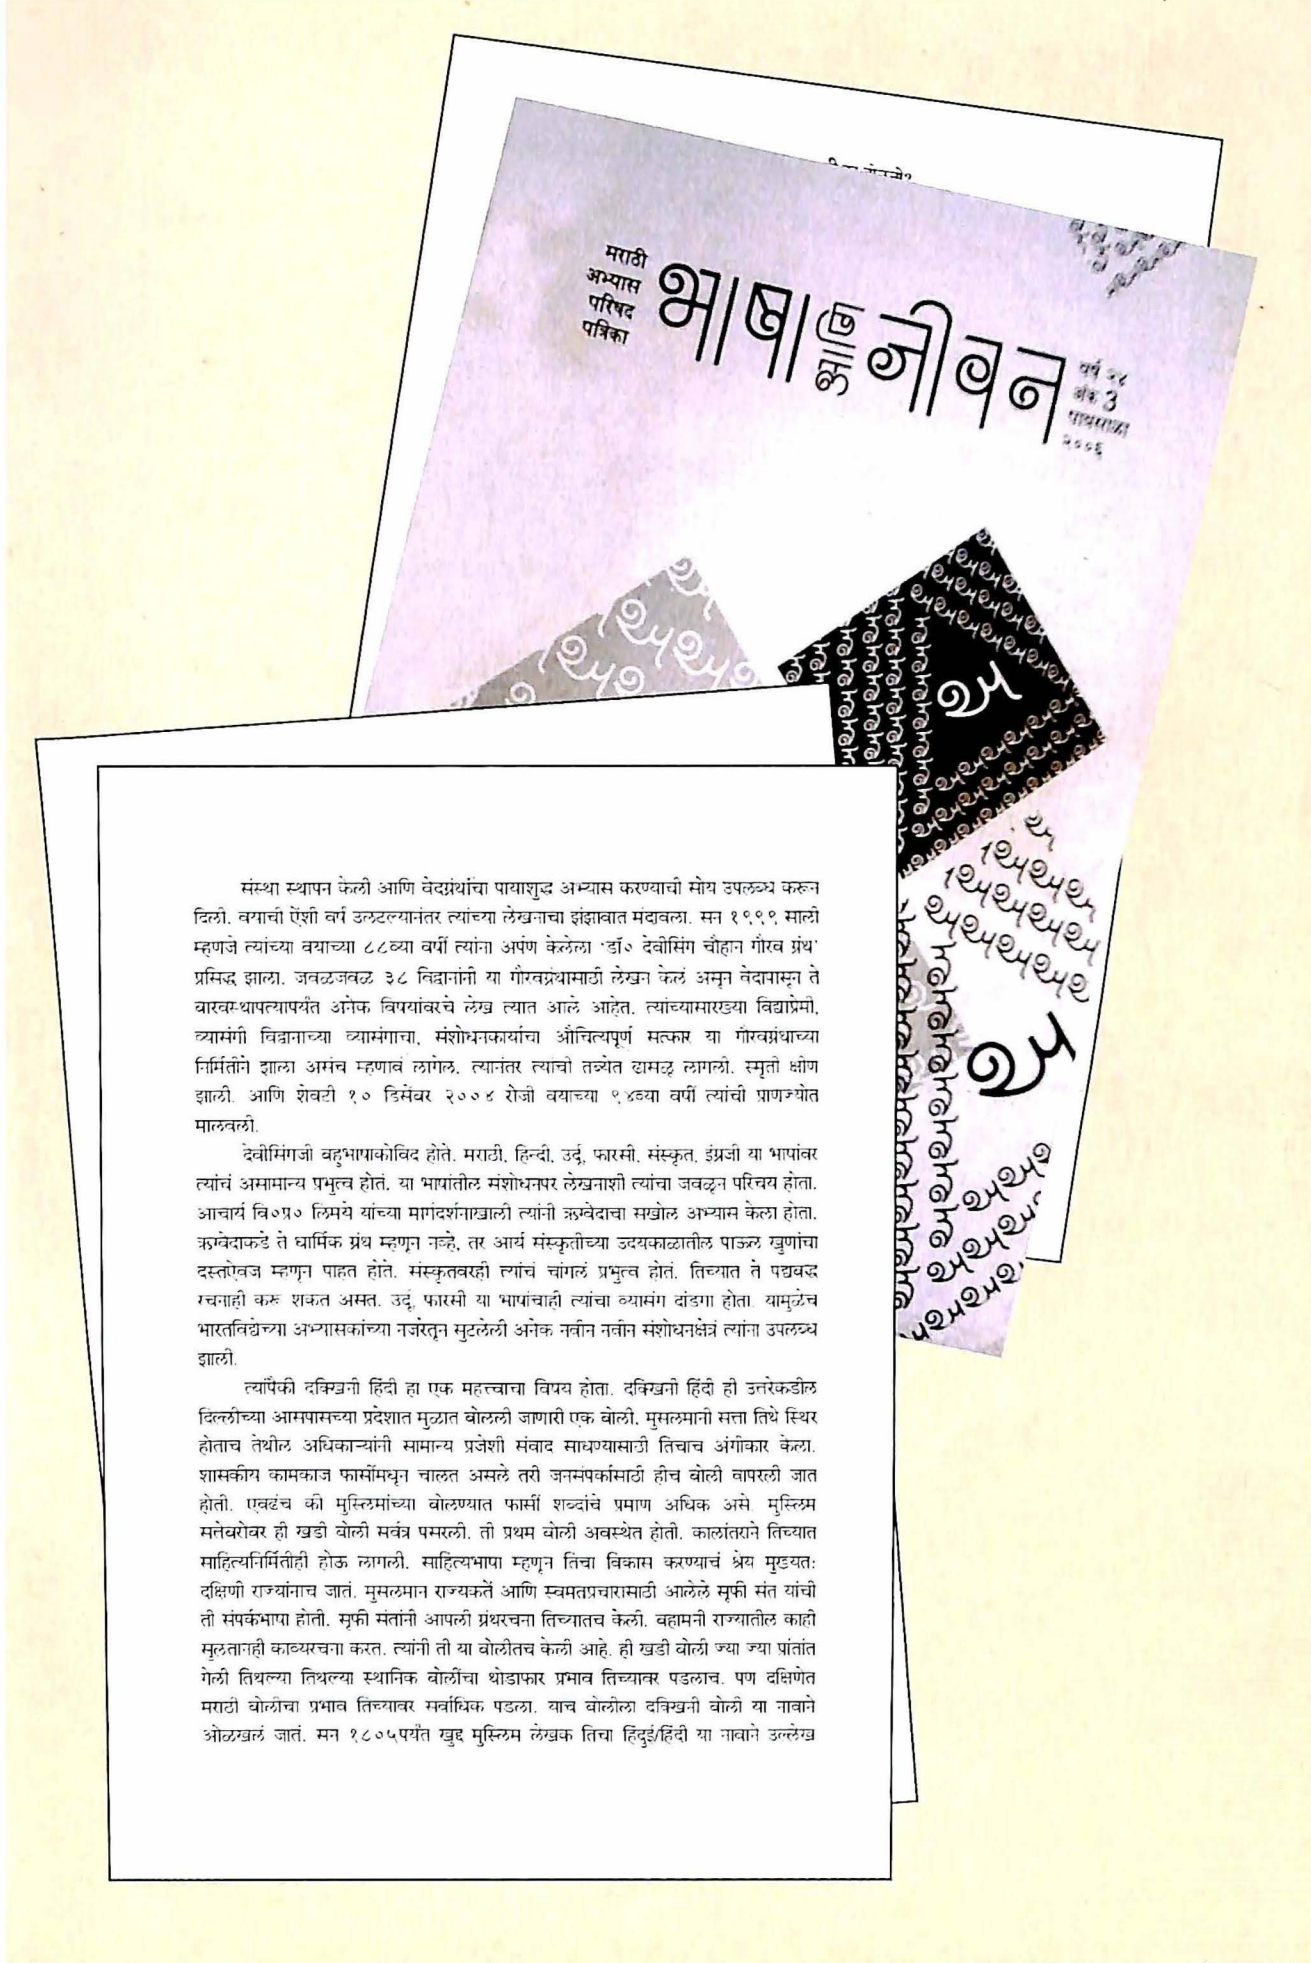 मराठी
अभ्यास
परिषद
पत्रिका
भाषा आणि जीवन
वर्ष २४
अंक 3
पावसाळा
२००६
अ
अ
संस्था स्थापन केली आणि वेदग्रंथांचा पायाशुद्ध अभ्यास करण्याची सोय उपलब्ध करून
दिली. वयाची ऐंशी वर्षं उलटल्यानंतर त्यांच्या लेखनाचा झंझावात मंदावला. सन १९९९ साली
म्हणजे त्यांच्या वयाच्या ८८व्या वर्षी त्यांना अर्पण केलेला 'डॉ० देवीसिंग चौहान गौरव ग्रंथ'
प्रसिद्ध झाला. जवळजवळ ३८ विद्वानांनी या गौरवग्रंथासाठी लेखन केलं असून वेदापासून ते
वास्तुस्थापत्यापर्यंत अनेक विषयांवरचे लेख त्यात आले आहेत. त्यांच्यासारख्या विद्याप्रेमी,
व्यासंगी विद्वानाच्या व्यासंगाचा, संशोधनकार्याचा औचित्यपूर्ण सत्कार या गौरवग्रंथाच्या
निर्मितीने झाला असंच म्हणावं लागेल. त्यानंतर त्यांची तब्येत ढासळू लागली. स्मृती क्षीण
झाली. आणि शेवटी १० डिसेंबर २००४ रोजी वयाच्या ९४व्या वर्षी त्यांची प्राणज्योत
मालवली.
देवीसिंगजी बहुभाषाकोविद होते. मराठी, हिन्दी, उर्दू, फारसी, संस्कृत, इंग्रजी या भाषांवर
त्यांचं असामान्य प्रभुत्व होतं. या भाषांतील संशोधनपर लेखनाशी त्यांचा जवळून परिचय होता.
आचार्य वि०प्र० लिमये यांच्या मार्गदर्शनाखाली त्यांनी ऋग्वेदाचा सखोल अभ्यास केला होता.
ऋग्वेदाकडे ते धार्मिक ग्रंथ म्हणून नव्हे, तर आर्य संस्कृतीच्या उदयकाळातील पाऊल खुणांचा
दस्तऐवज म्हणून पाहत होते. संस्कृतवरही त्यांचं चांगलं प्रभुत्व होतं. तिच्यात ते पद्यबद्ध
रचनाही करू शकत असत. उर्दू, फारसी या भाषांचाही त्यांचा व्यासंग दांडगा होता. यामुळेच
भारतविद्येच्या अभ्यासकांच्या नजरेतून सुटलेली अनेक नवीन नवीन संशोधनक्षेत्रं त्यांना उपलब्ध
झाली.
त्यांपैकी दक्खिनी हिंदी हा एक महत्त्वाचा विषय होता. दक्खिनी हिंदी ही उत्तरेकडील
दिल्लीच्या आसपासच्या प्रदेशात मुळात बोलली जाणारी एक बोली. मुसलमानी सत्ता तिथे स्थिर
होताच तेथील अधिकाऱ्यांनी सामान्य प्रजेशी संवाद साधण्यासाठी तिचाच अंगीकार केला.
शासकीय कामकाज फार्सीमधून चालत असले तरी जनसंपर्कासाठी हीच बोली वापरली जात
होती. एवढंच की मुस्लिमांच्या बोलण्यात फार्सी शब्दांचे प्रमाण अधिक असे. मुस्लिम
सत्तेबरोबर ही खडी बोली सर्वत्र पसरली. ती प्रथम बोली अवस्थेत होती. कालांतराने तिच्यात
साहित्यनिर्मितीही होऊ लागली. साहित्यभाषा म्हणून तिचा विकास करण्याचं श्रेय मुख्यत:
दक्षिणी राज्यांनाच जातं. मुसलमान राज्यकर्ते आणि स्वमतप्रचारासाठी आलेले सूफी संत यांची
ती संपर्कभाषा होती. सूफी संतांनी आपली ग्रंथरचना तिच्यातच केली. बहामनी राज्यातील काही
सुलतानही काव्यरचना करत. त्यांनी ती या बोलीतच केली आहे. ही खडी बोली ज्या ज्या प्रांतांत
गेली तिथल्या तिथल्या स्थानिक बोलींचा थोडाफार प्रभाव तिच्यावर पडलाच. पण दक्षिणेत
मराठी बोलीचा प्रभाव तिच्यावर सर्वाधिक पडला. याच बोलीला दक्खिनी बोली या नावाने
ओळखलं जातं. सन १८०५पर्यंत खुद्द मुस्लिम लेखक तिचा हिंदुई/हिंदी या नावाने उल्लेख